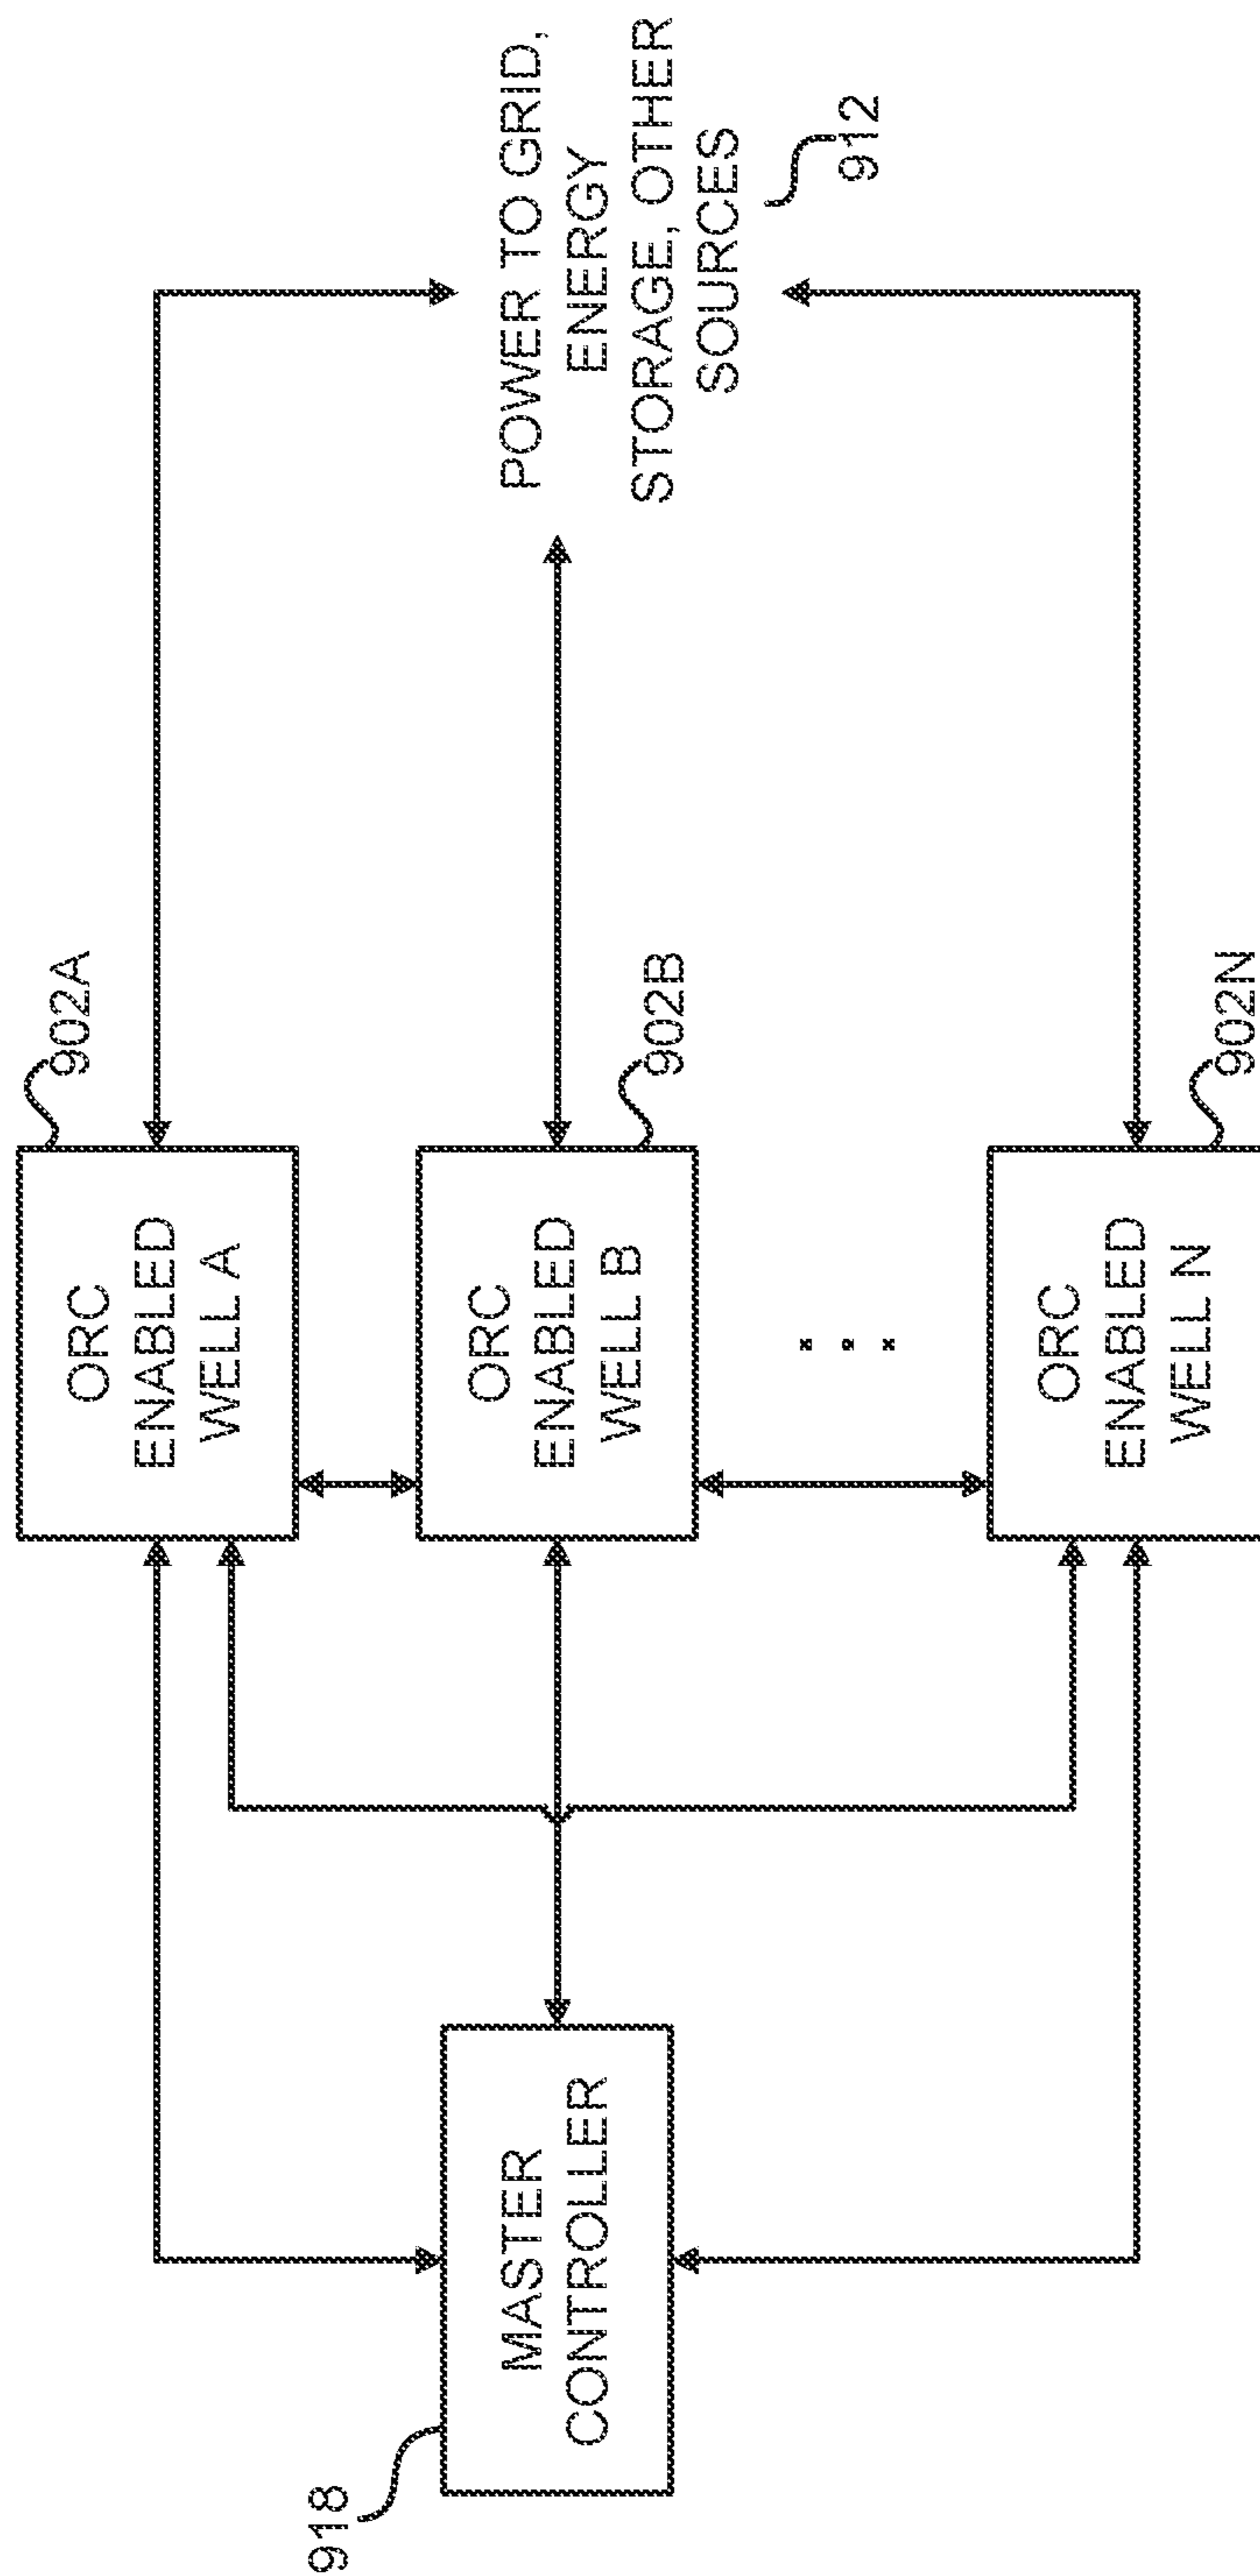 902A
ORC
ENABLED
WELL A
902B
ORC
ENABLED
WELL B
. . .
902N
ORC
ENABLED
WELL N
918
MASTER
CONTROLLER
POWER TO GRID,
ENERGY
STORAGE, OTHER
SOURCES
912